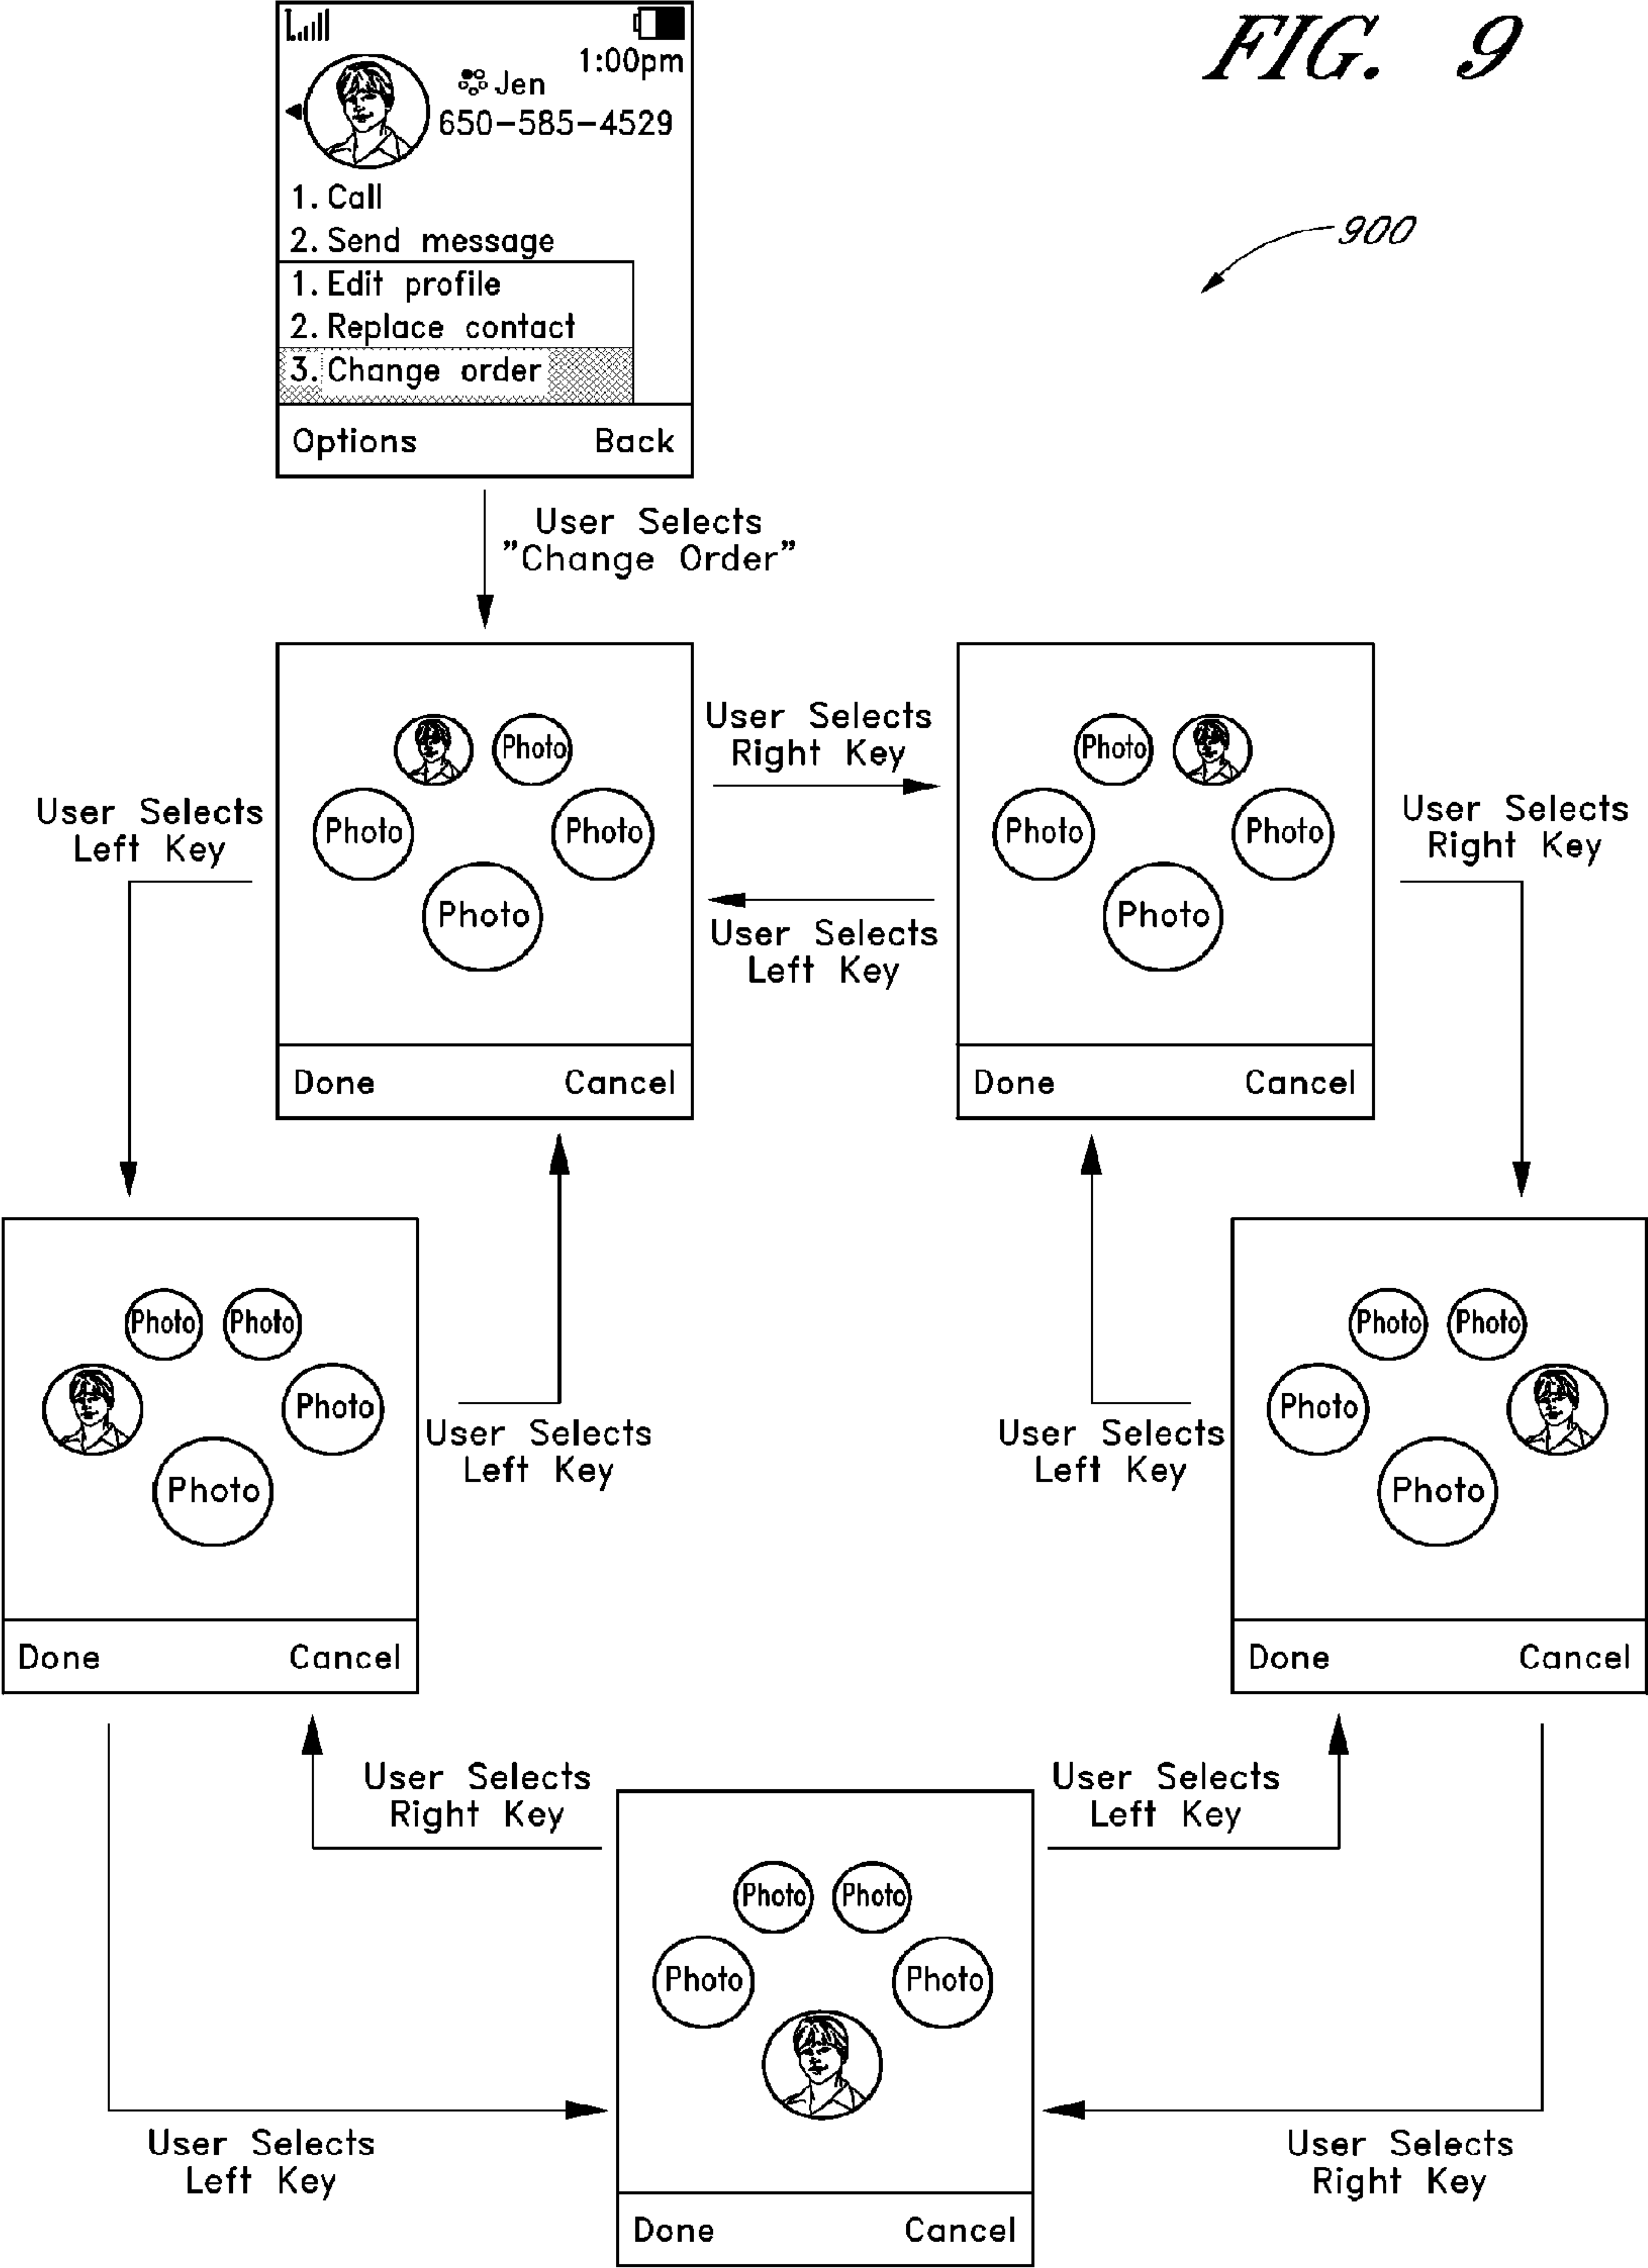 FIG. 9
1:00pm
Jen
650-585-4529
900
1. Call
2. Send message
1. Edit profile
2. Replace contact
3. Change order
Options Back
User Selects
"Change Order"
Photo
Photo
Photo
Photo
Done Cancel
User Selects
Right Key
User Selects
Left Key
Photo
Photo
Photo
Photo
Done Cancel
User Selects
Left Key
User Selects
Right Key
Photo Photo
Photo
Photo
Done Cancel
User Selects
Left Key
User Selects
Left Key
Photo Photo
Photo
Photo
Done Cancel
User Selects
Right Key
User Selects
Left Key
Photo Photo
Photo Photo
Done Cancel
User Selects
Left Key
User Selects
Right Key